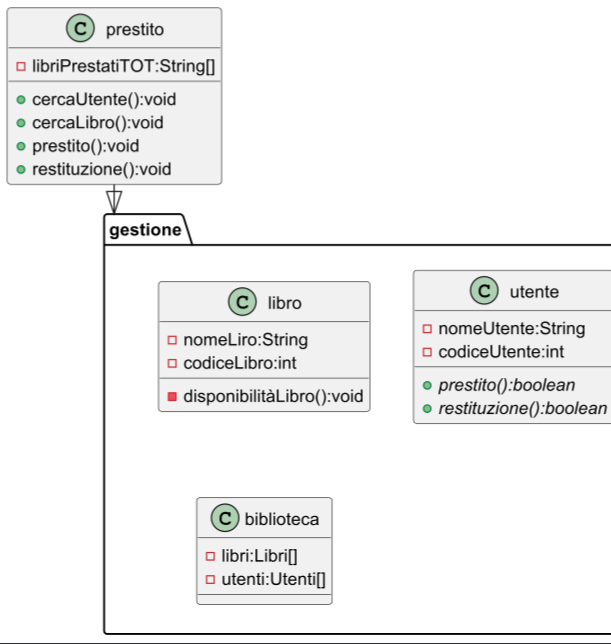 C prestito
libriPrestatiTOT:String[]
cercaUtente():void
cercaLibro():void
prestito():void
restituzione():void
gestione
C libro
nomeLiro:String
codiceLibro:int
disponibilitàLibro():void
C utente
nomeUtente:String
codiceUtente:int
prestito():boolean
restituzione():boolean
C biblioteca
libri:Libri[]
utenti:Utenti[]